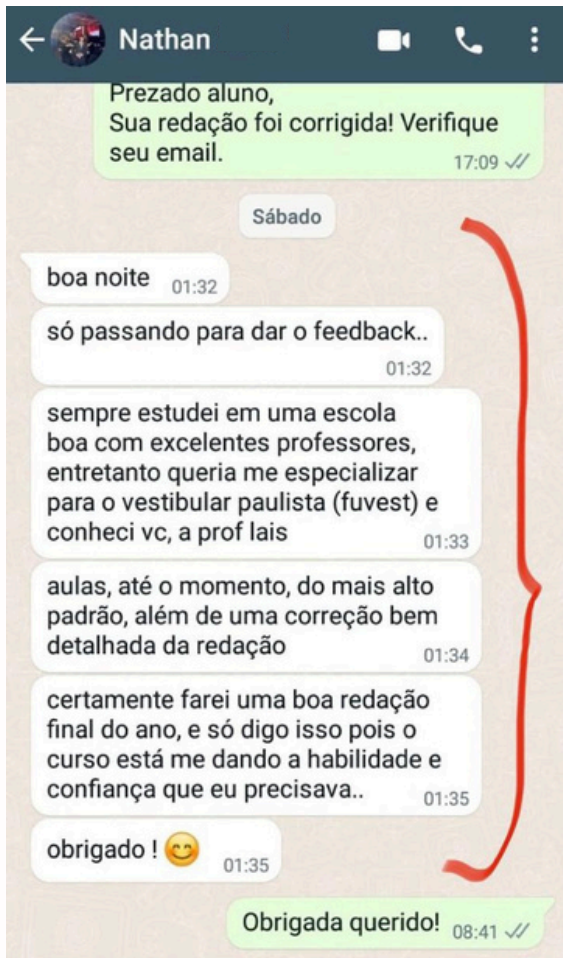 Nathan
Prezado aluno,
Sua redação foi corrigida! Verifique
seu email.
17:09
Sábado
boa noite
01:32
só passando para dar o feedback..
01:32
sempre estudei em uma escola
boa com excelentes professores,
entretanto queria me especializar
para o vestibular paulista (fuvest) e
conheci vc, a prof lais
01:33
aulas, até o momento, do mais alto
padrão, além de uma correção bem
detalhada da redação
01:34
certamente farei uma boa redação
final do ano, e só digo isso pois o
curso está me dando a habilidade e
confiança que eu precisava..
01:35
obrigado ! 😊
01:35
Obrigada querido!
08:41